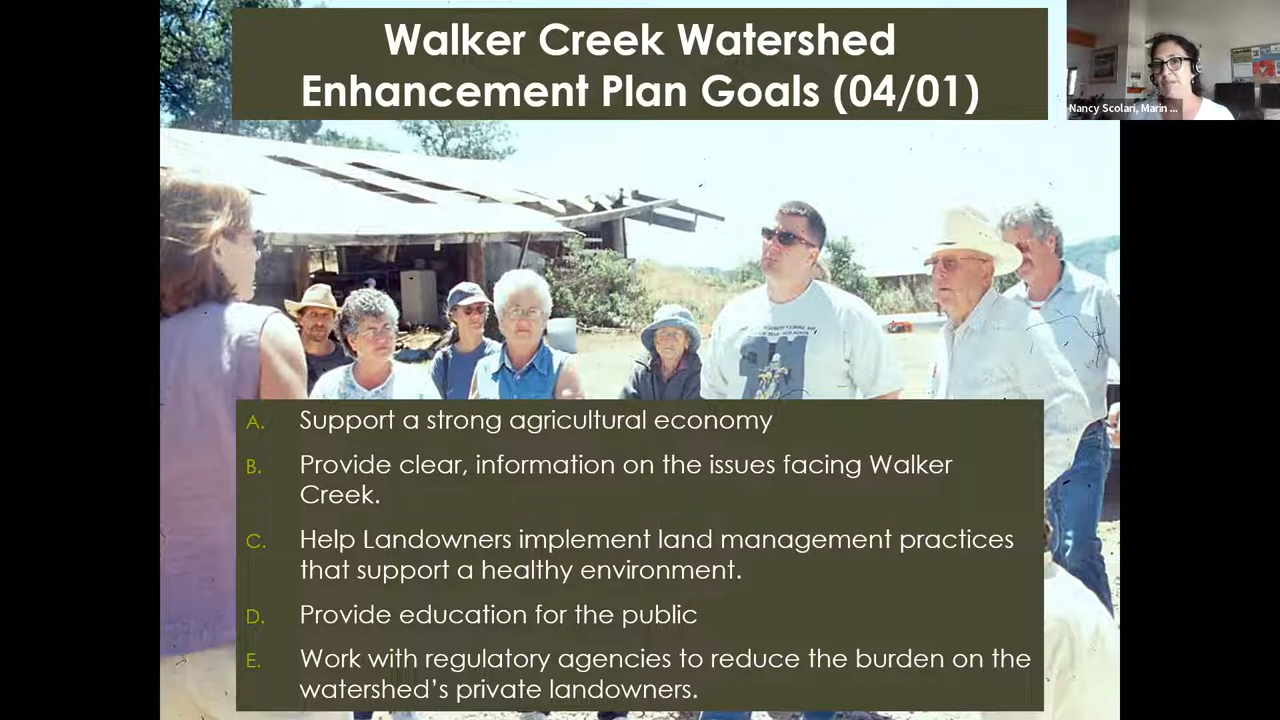 Walker Creek Watershed
Enhancement Plan Goals (04/01)
Nancy Scolari, Marin ...
A. Support a strong agricultural economy
B. Provide clear, information on the issues facing Walker
Creek.
C. Help Landowners implement land management practices
that support a healthy environment.
D. Provide education for the public
E. Work with regulatory agencies to reduce the burden on the
watershed’s private landowners.